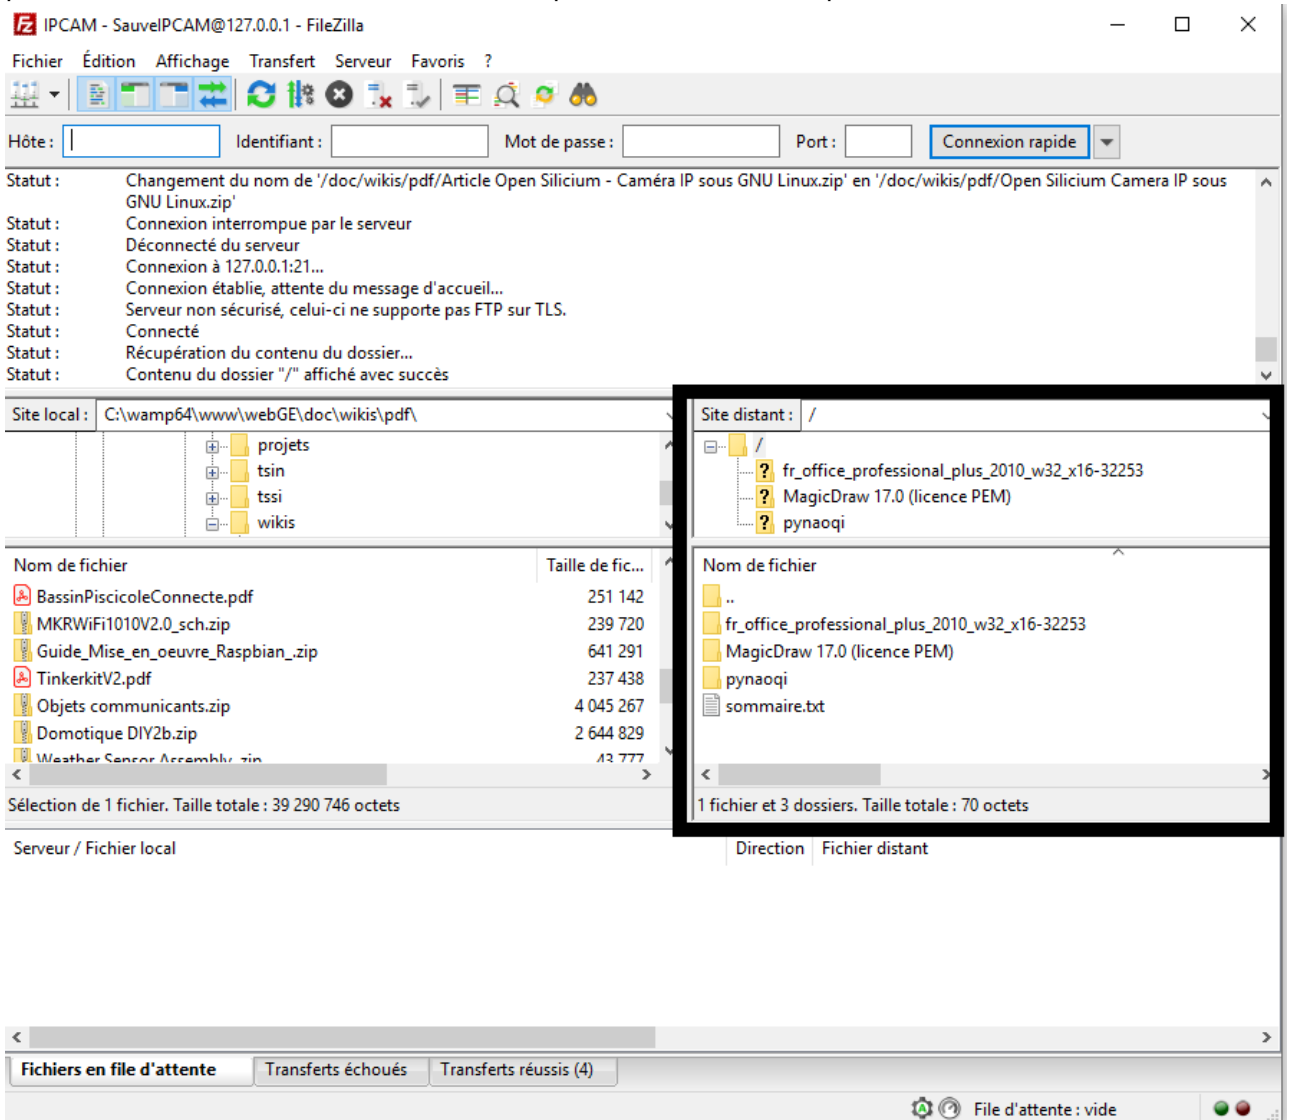 IPCAM - SauveIPCAM@127.0.0.1 - FileZilla
Fichier Édition Affichage Transfert Serveur Favoris ?
Hôte : Identifiant : Mot de passe : Port : Connexion rapide
Statut : Changement du nom de '/doc/wikis/pdf/Article Open Silicium - Caméra IP sous GNU Linux.zip' en '/doc/wikis/pdf/Open Silicium Camera IP sous
GNU Linux.zip'
Statut : Connexion interrompue par le serveur
Statut : Déconnecté du serveur
Statut : Connexion à 127.0.0.1:21...
Statut : Connexion établie, attente du message d'accueil...
Statut : Serveur non sécurisé, celui-ci ne supporte pas FTP sur TLS.
Statut : Connecté
Statut : Récupération du contenu du dossier...
Statut : Contenu du dossier "/" affiché avec succès
Site local : C:\wamp64\www\webGE\doc\wikis\pdf\
projets
tsin
tssi
wikis
Nom de fichier Taille de fic...
BassinPiscicoleConnecte.pdf 251 142
MKRWiFi1010V2.0_sch.zip 239 720
Guide_Mise_en_oeuvre_Raspbian_.zip 641 291
TinkerkitV2.pdf 237 438
Objets communicants.zip 4 045 267
Domotique DIY2b.zip 2 644 829
Weather Sensor Assembly .zip 43 777
Sélection de 1 fichier. Taille totale : 39 290 746 octets
Site distant : /
/
? fr_office_professional_plus_2010_w32_x16-32253
? MagicDraw 17.0 (licence PEM)
? pynaoqi
Nom de fichier
..
fr_office_professional_plus_2010_w32_x16-32253
MagicDraw 17.0 (licence PEM)
pynaoqi
sommaire.txt
1 fichier et 3 dossiers. Taille totale : 70 octets
Serveur / Fichier local Direction Fichier distant
Fichiers en file d'attente Transferts échoués Transferts réussis (4)
File d'attente : vide